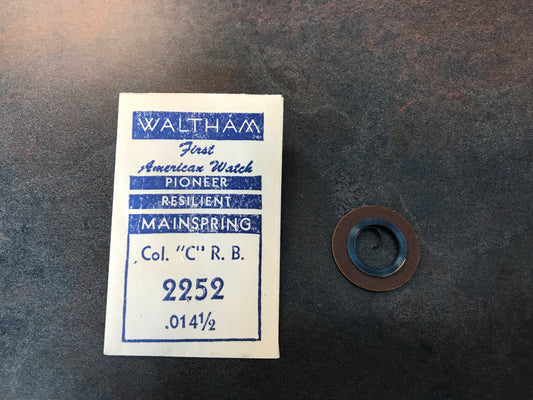 WALTHAM
First
American Watch
PIONEER
RESILIENT
MAINSPRING
Col. "C" R. B.
2252
.014½